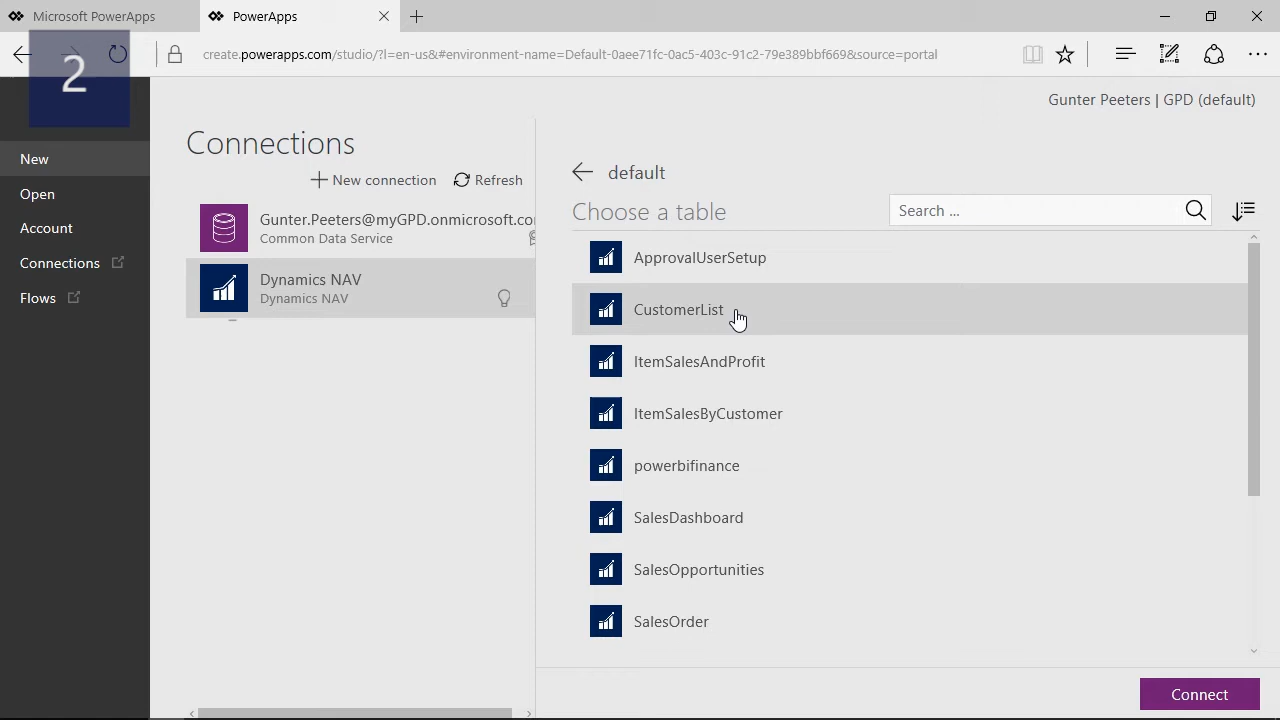 Microsoft PowerApps
PowerApps
2
create.powerapps.com/studio/?l=en-us&#environment-name=Default-0aee71fc-0ac5-403c-91c2-79e389bbf669&source=portal
Gunter Peeters | GPD (default)
New
Open
Account
Connections
Flows
Connections
New connection
Refresh
Gunter.Peeters@myGPD.onmicrosoft.co
Common Data Service
Dynamics NAV
Dynamics NAV
default
Choose a table
Search ...
ApprovalUserSetup
CustomerList
ItemSalesAndProfit
ItemSalesByCustomer
powerbifinance
SalesDashboard
SalesOpportunities
SalesOrder
Connect